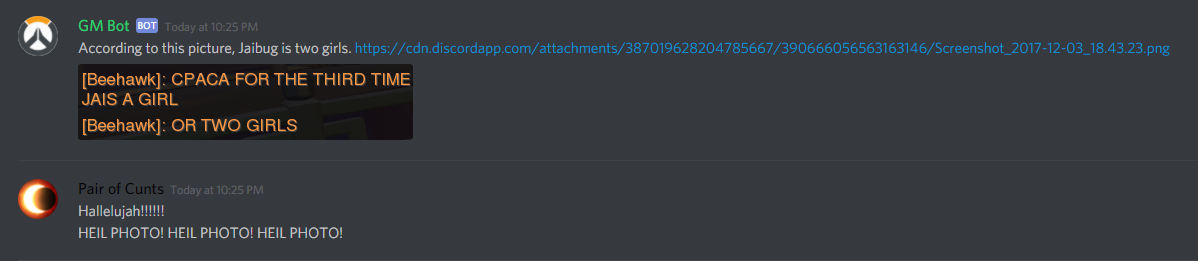 GM Bot BOT Today at 10:25 PM
According to this picture, Jaibug is two girls. https://cdn.discordapp.com/attachments/387019628204785667/390666056563163146/Screenshot_2017-12-03_18.43.23.png
[Beehawk]: CPACA FOR THE THIRD TIME
JAIS A GIRL
[Beehawk]: OR TWO GIRLS
Pair of Cunts Today at 10:25 PM
Hallelujah!!!!!!
HEIL PHOTO! HEIL PHOTO! HEIL PHOTO!